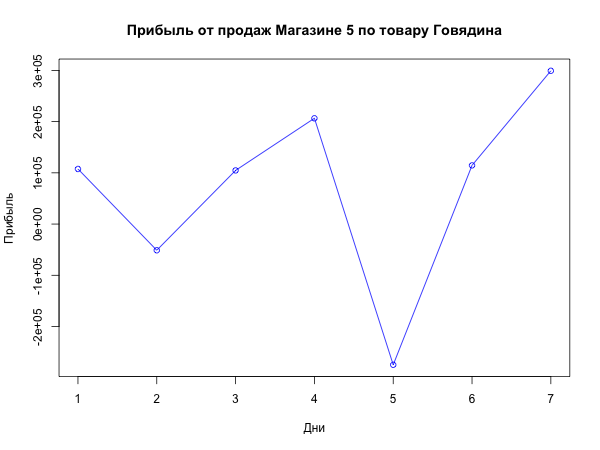 Прибыль от продаж Магазине 5 по товару Говядина
Прибыль
3e+05
2e+05
1e+05
0e+00
-1e+05
-2e+05
1 2 3 4 5 6 7
Дни